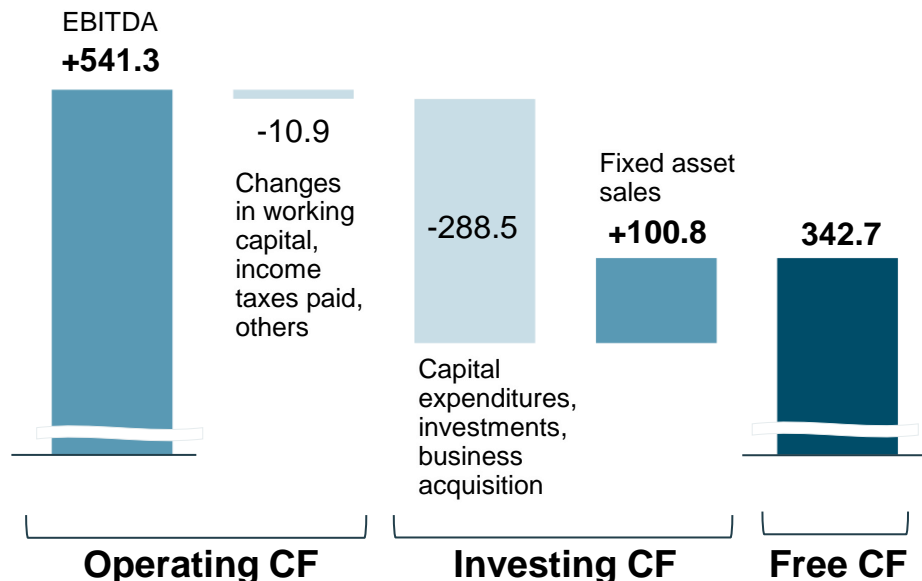 EBITDA
+541.3
-10.9
Changes
in working
capital,
income
taxes paid,
others
-288.5
Capital
expenditures,
investments,
business
acquisition
Fixed asset
sales
+100.8
342.7
Operating CF
Investing CF
Free CF